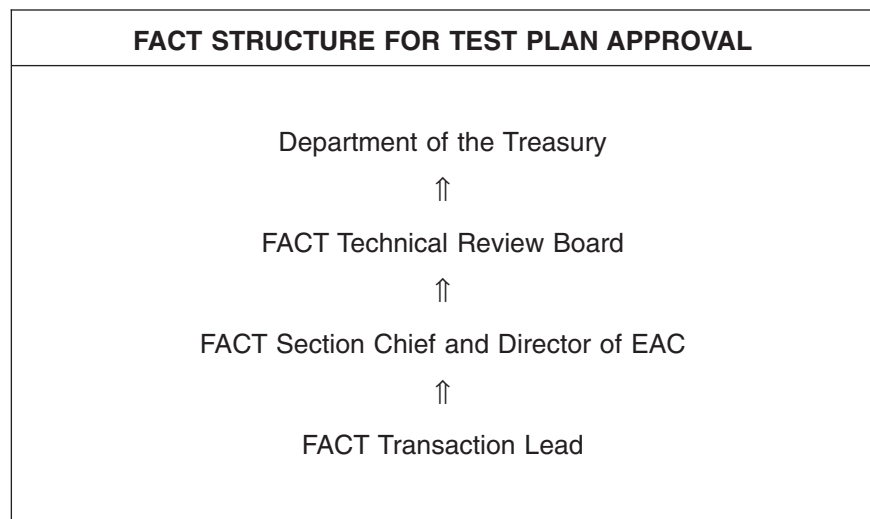 FACT STRUCTURE FOR TEST PLAN APPROVAL
Department of the Treasury
⇑
FACT Technical Review Board
⇑
FACT Section Chief and Director of EAC
⇑
FACT Transaction Lead